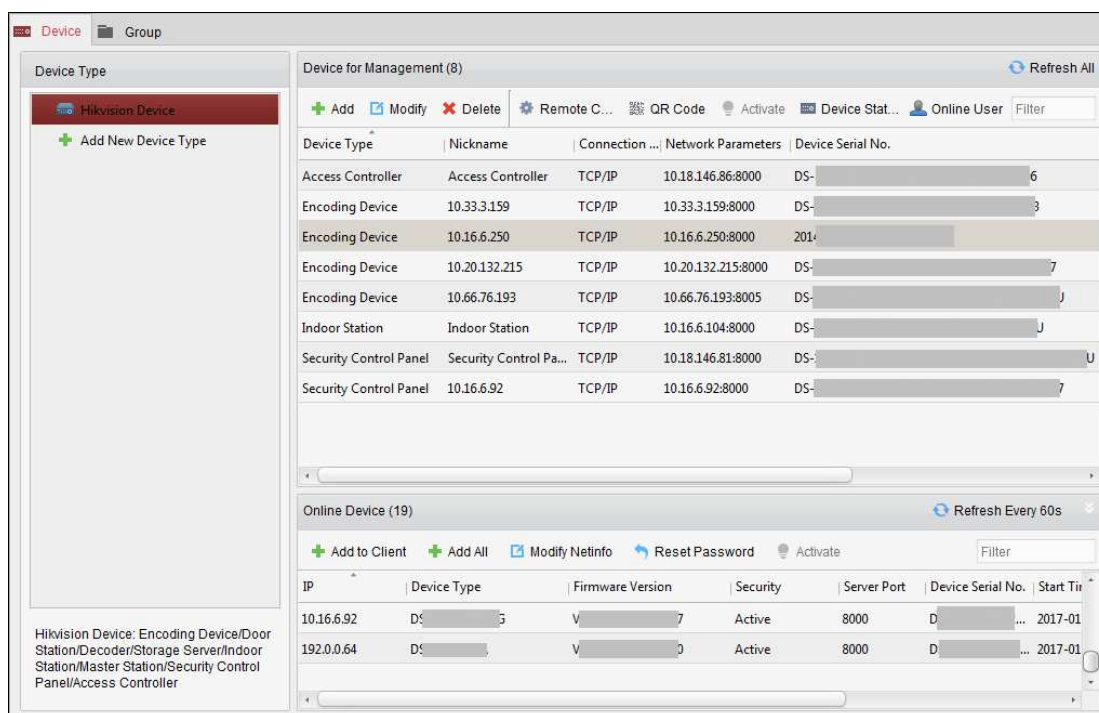 Device Group
Device Type
Hikvision Device
Add New Device Type
Hikvision Device: Encoding Device/Door
Station/Decoder/Storage Server/Indoor
Station/Master Station/Security Control
Panel/Access Controller
Device for Management (8) Refresh All
Add Modify Delete Remote C... QR Code Activate Device Stat... Online User Filter
Device Type Nickname Connection ... Network Parameters Device Serial No.
Access Controller Access Controller TCP/IP 10.18.146.86:8000 DS- 6
Encoding Device 10.33.3.159 TCP/IP 10.33.3.159:8000 DS- 3
Encoding Device 10.16.6.250 TCP/IP 10.16.6.250:8000 2014
Encoding Device 10.20.132.215 TCP/IP 10.20.132.215:8000 DS- 7
Encoding Device 10.66.76.193 TCP/IP 10.66.76.193:8005 DS- U
Indoor Station Indoor Station TCP/IP 10.16.6.104:8000 DS- U
Security Control Panel Security Control Pa... TCP/IP 10.18.146.81:8000 DS- U
Security Control Panel 10.16.6.92 TCP/IP 10.16.6.92:8000 DS- 7
Online Device (19) Refresh Every 60s
Add to Client Add All Modify Netinfo Reset Password Activate Filter
IP Device Type Firmware Version Security Server Port Device Serial No. Start Tim
10.16.6.92 DS G V 7 Active 8000 D ... 2017-01
192.0.0.64 DS V 0 Active 8000 D ... 2017-01